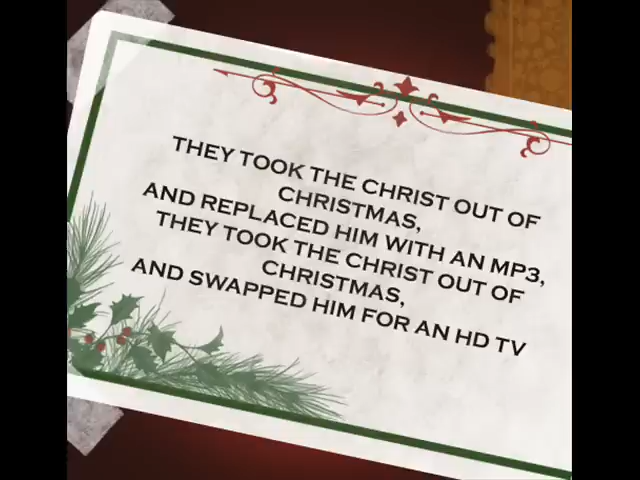 THEY TOOK THE CHRIST OUT OF
CHRISTMAS,
AND REPLACED HIM WITH AN MP3,
THEY TOOK THE CHRIST OUT OF
CHRISTMAS,
AND SWAPPED HIM FOR AN HD TV